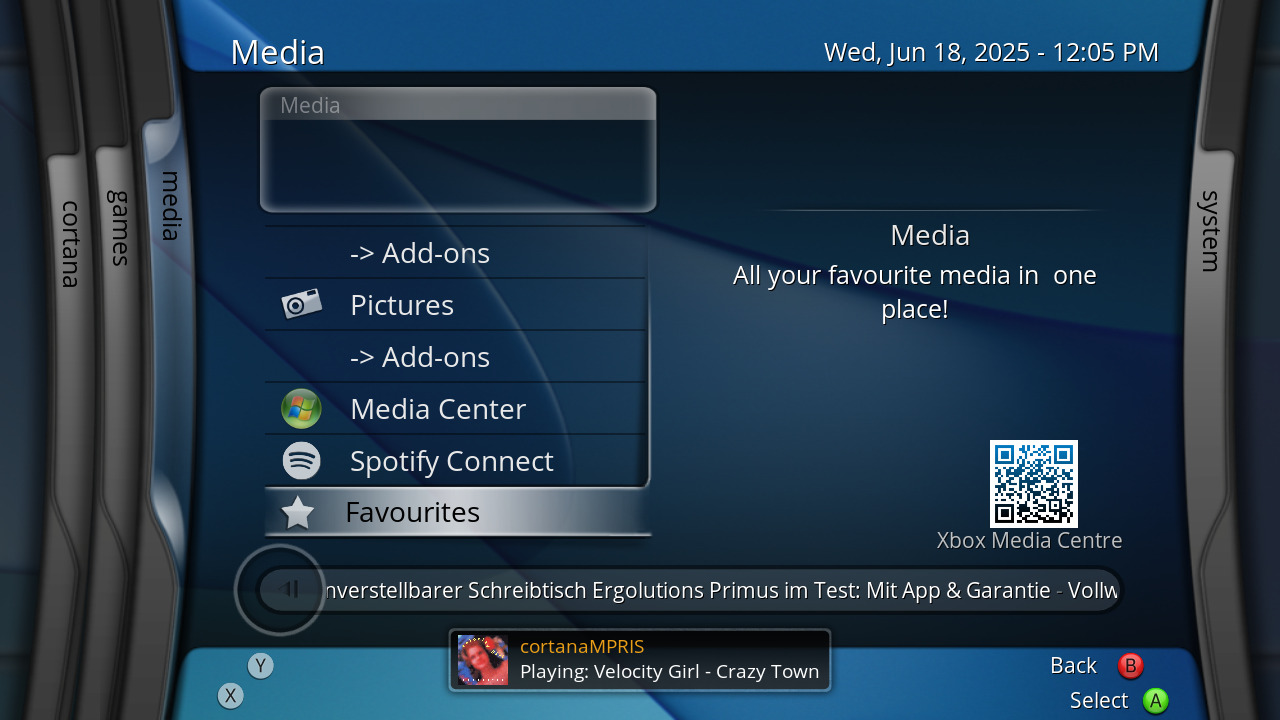 Media
Wed, Jun 18, 2025 - 12:05 PM
Media
cortana
games
media
system
-> Add-ons
Pictures
-> Add-ons
Media Center
Spotify Connect
Favourites
Media
All your favourite media in one
place!
Xbox Media Centre
nverstellbarer Schreibtisch Ergolutions Primus im Test: Mit App & Garantie - Vollw
cortanaMPRIS
Playing: Velocity Girl - Crazy Town
Y
X
Back B
Select A